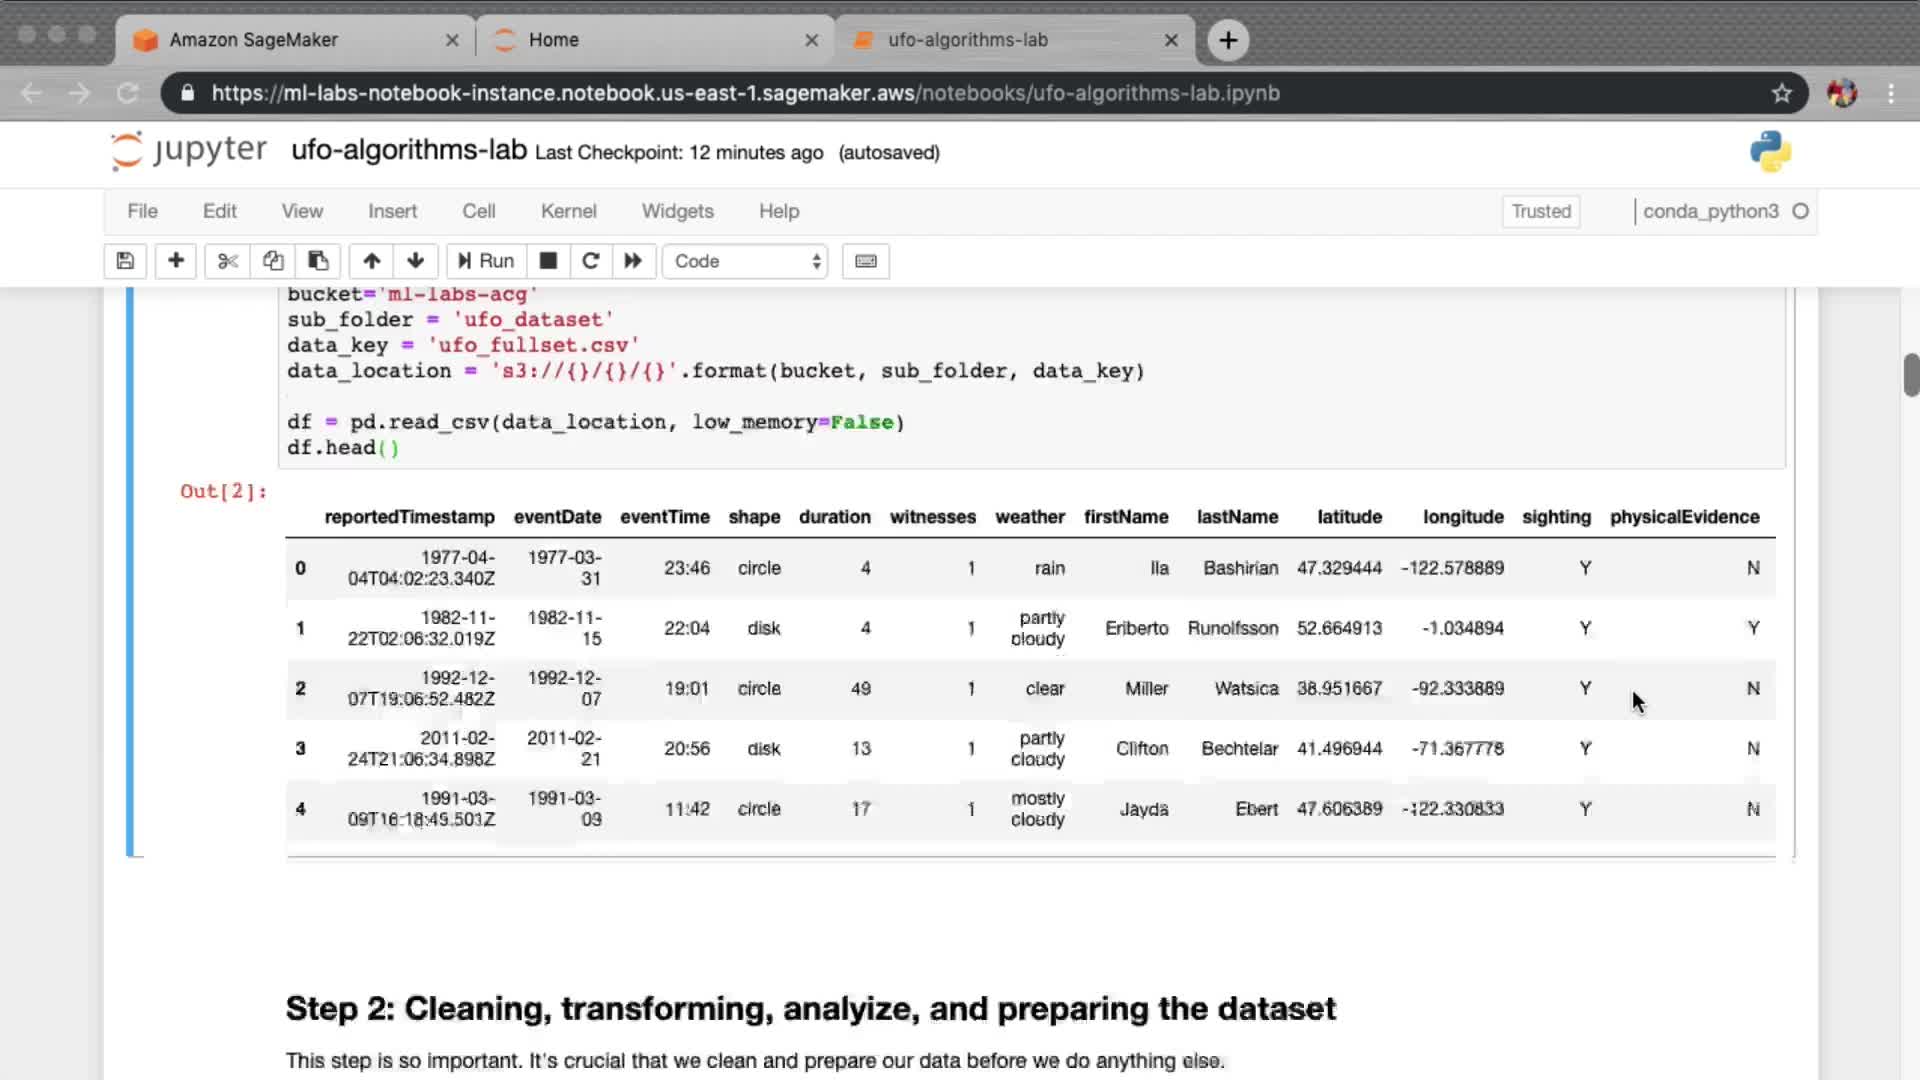 Amazon SageMaker
Home
ufo-algorithms-lab
https://ml-labs-notebook-instance.notebook.us-east-1.sagemaker.aws/notebooks/ufo-algorithms-lab.ipynb
jupyter ufo-algorithms-lab Last Checkpoint: 12 minutes ago (autosaved)
File Edit View Insert Cell Kernel Widgets Help Trusted conda_python3
Run Code
bucket='ml-labs-acg'
sub_folder = 'ufo_dataset'
data_key = 'ufo_fullset.csv'
data_location = 's3://{}/{}/{}'.format(bucket, sub_folder, data_key)
df = pd.read_csv(data_location, low_memory=False)
df.head()
Out[2]:
reportedTimestamp eventDate eventTime shape duration witnesses weather firstName lastName latitude longitude sighting physicalEvidence
0 1977-04-04T04:02:23.340Z 1977-03-31 23:46 circle 4 1 rain Ila Bashirian 47.329444 -122.578889 Y N
1 1982-11-22T02:06:32.019Z 1982-11-15 22:04 disk 4 1 partly cloudy Eriberto Runolfsson 52.664913 -1.034894 Y Y
2 1992-12-07T19:06:52.482Z 1992-12-07 19:01 circle 49 1 clear Miller Watsica 38.951667 -92.333889 Y N
3 2011-02-24T21:06:34.898Z 2011-02-21 20:56 disk 13 1 partly cloudy Clifton Bechtelar 41.496944 -71.367778 Y N
4 1991-03-09T16:18:45.501Z 1991-03-09 11:42 circle 17 1 mostly cloudy Jayda Ebert 47.606389 -122.330833 Y N
Step 2: Cleaning, transforming, analyize, and preparing the dataset
This step is so important. It's crucial that we clean and prepare our data before we do anything else.